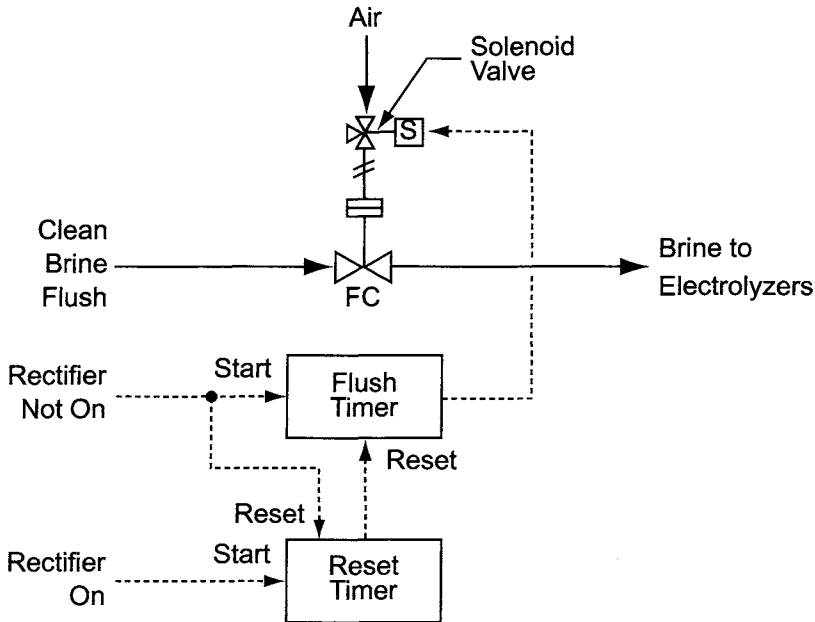 Air
Solenoid
Valve
S
Clean
Brine
Flush
FC
Brine to
Electrolyzers
Rectifier
Not On
Start
Flush
Timer
Reset
Reset
Rectifier
On
Start
Reset
Timer